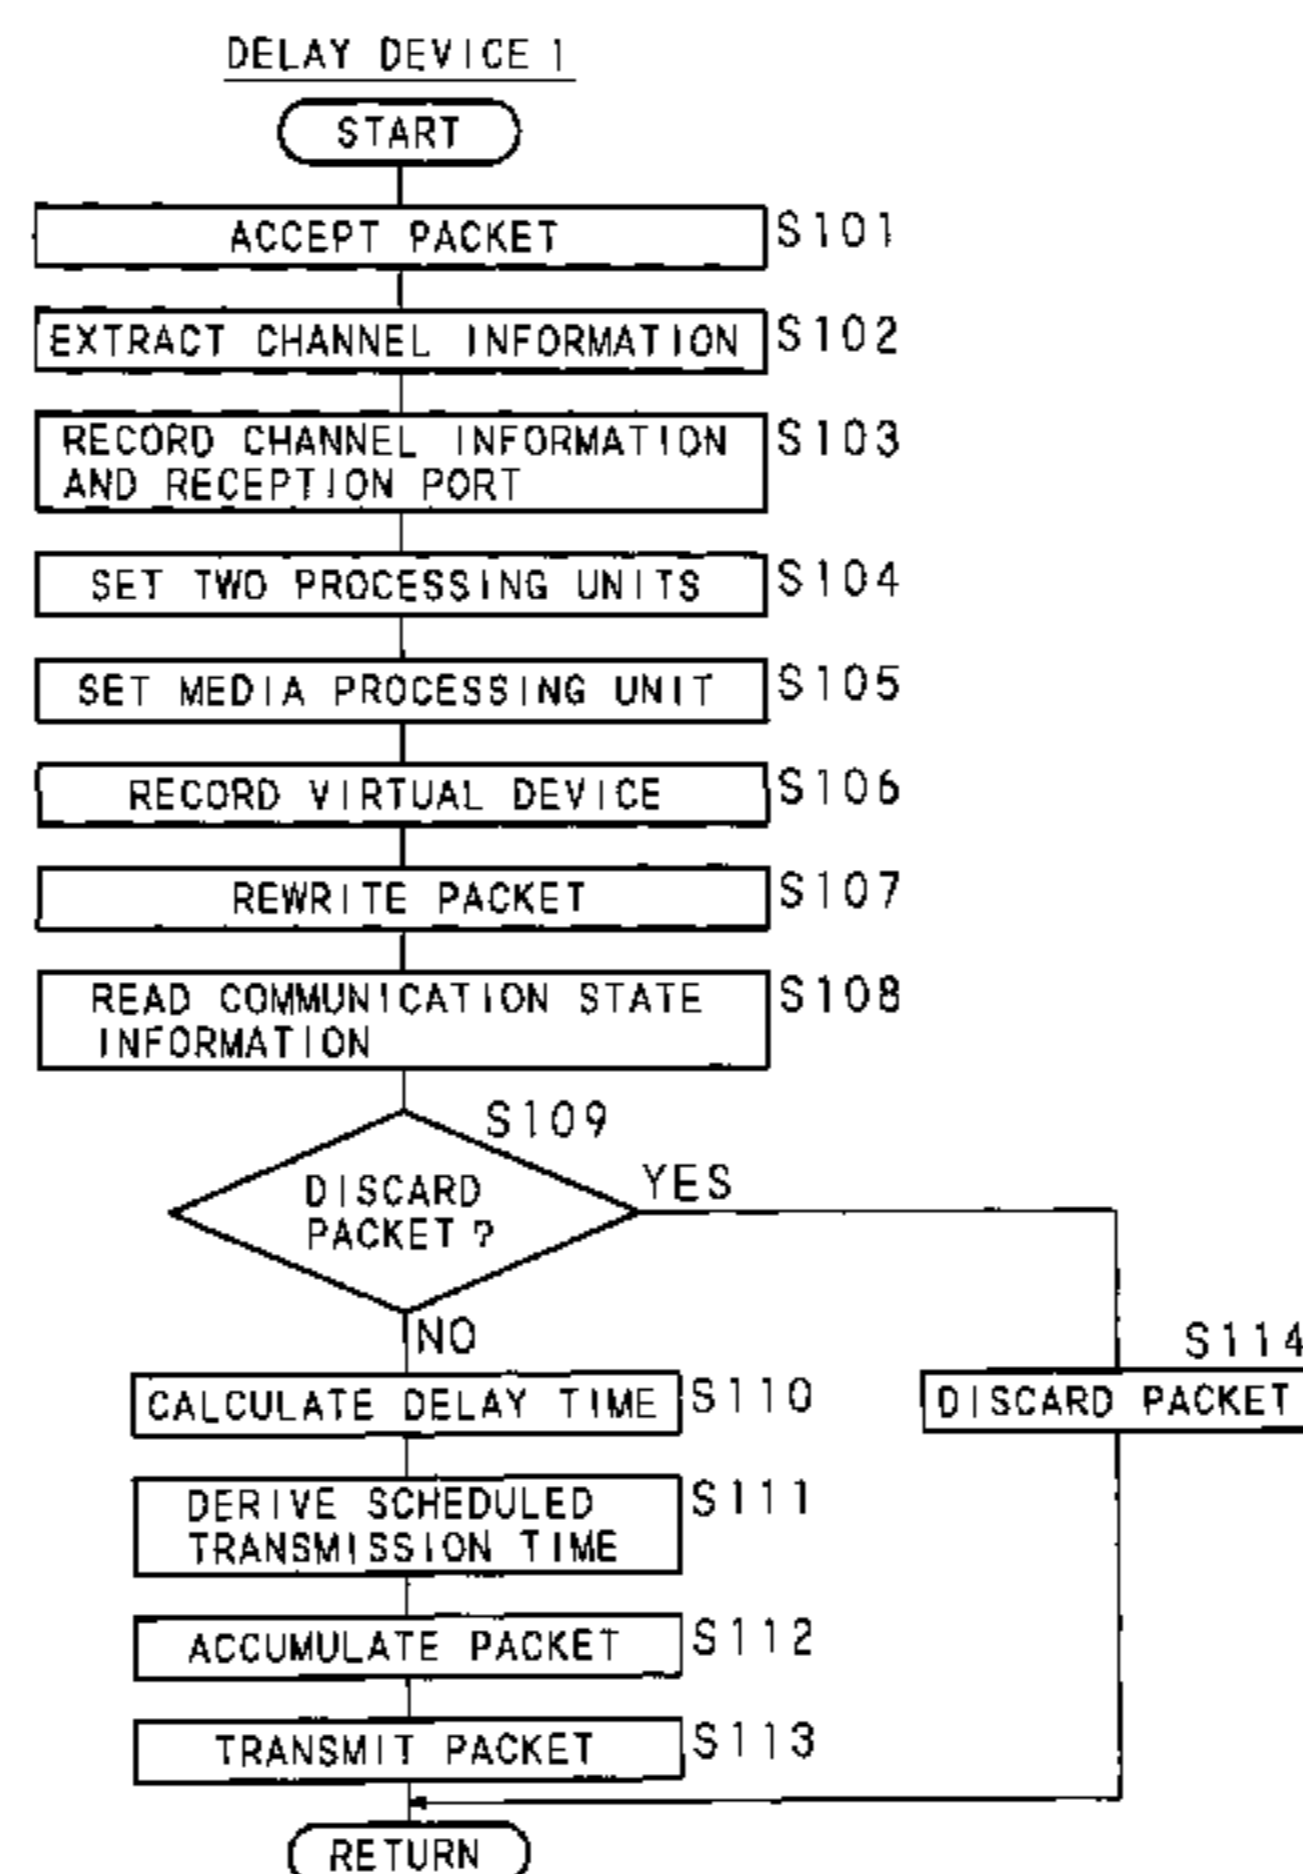 DELAY DEVICE 1
START
ACCEPT PACKET
S101
EXTRACT CHANNEL INFORMATION
S102
RECORD CHANNEL INFORMATION
AND RECEPTION PORT
S103
SET TWO PROCESSING UNITS
S104
SET MEDIA PROCESSING UNIT
S105
RECORD VIRTUAL DEVICE
S106
REWRITE PACKET
S107
READ COMMUNICATION STATE
INFORMATION
S108
S109
DISCARD
PACKET?
YES
NO
CALCULATE DELAY TIME
S110
S114
DISCARD PACKET
DERIVE SCHEDULED
TRANSMISSION TIME
S111
ACCUMULATE PACKET
S112
TRANSMIT PACKET
S113
RETURN